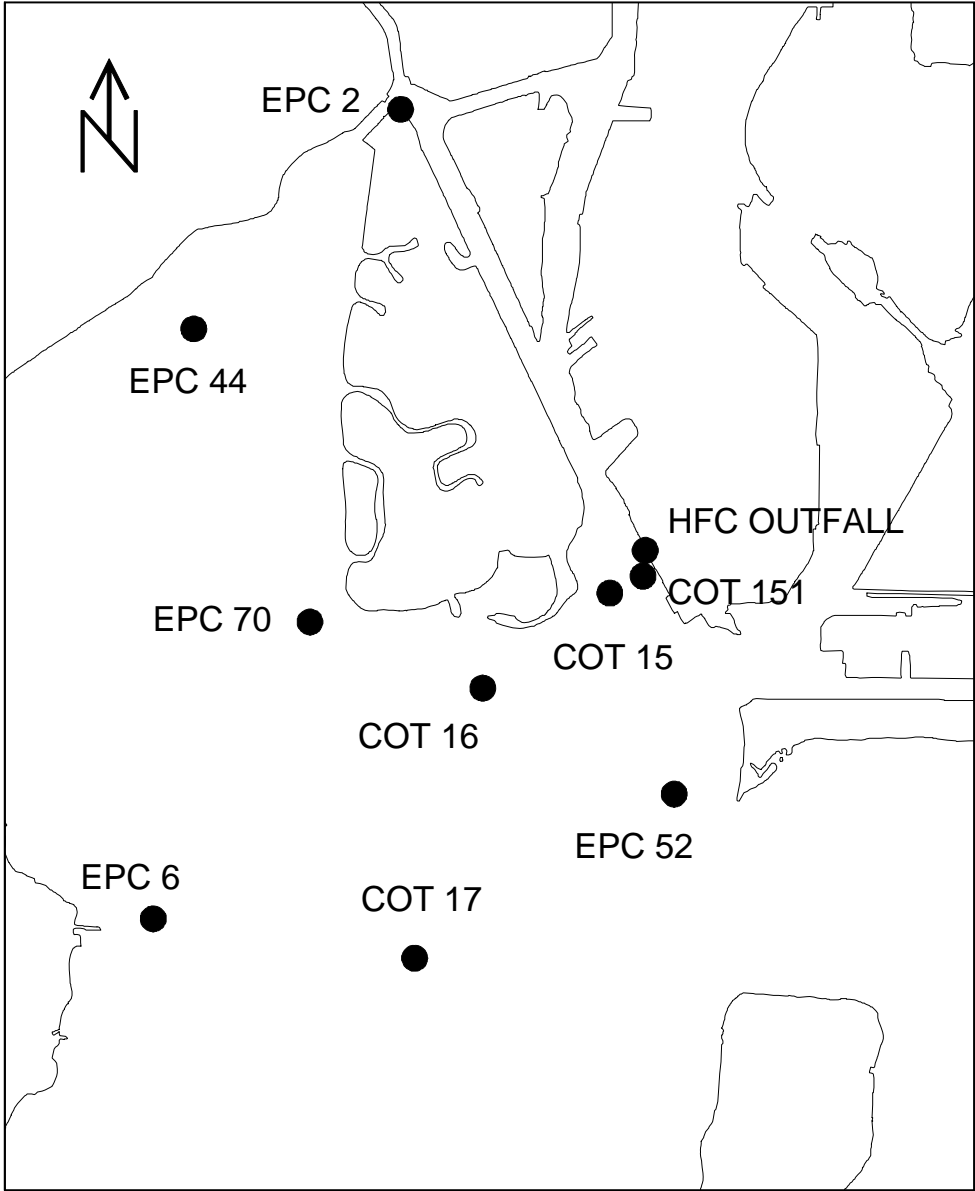 EPC 2
N
EPC 44
HFC OUTFALL
COT 151
EPC 70
COT 15
COT 16
EPC 52
EPC 6
COT 17